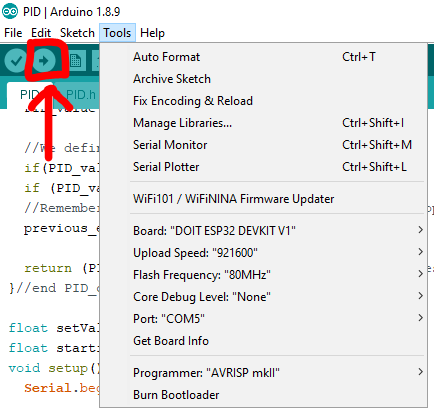 PID | Arduino 1.8.9
File Edit Sketch Tools Help
Auto Format Ctrl+T
Archive Sketch
Fix Encoding & Reload
Manage Libraries... Ctrl+Shift+I
Serial Monitor Ctrl+Shift+M
Serial Plotter Ctrl+Shift+L
WiFi101 / WiFiNINA Firmware Updater
Board: "DOIT ESP32 DEVKIT V1"
Upload Speed: "921600"
Flash Frequency: "80MHz"
Core Debug Level: "None"
Port: "COM5"
Get Board Info
Programmer: "AVRISP mkII"
Burn Bootloader
PID PID.h
//We defin
if(PID_va
if (PID_va
//Remember
previous_e
return (PI
}//end PID_
float setVal
float starti
void setup()
Serial.beg